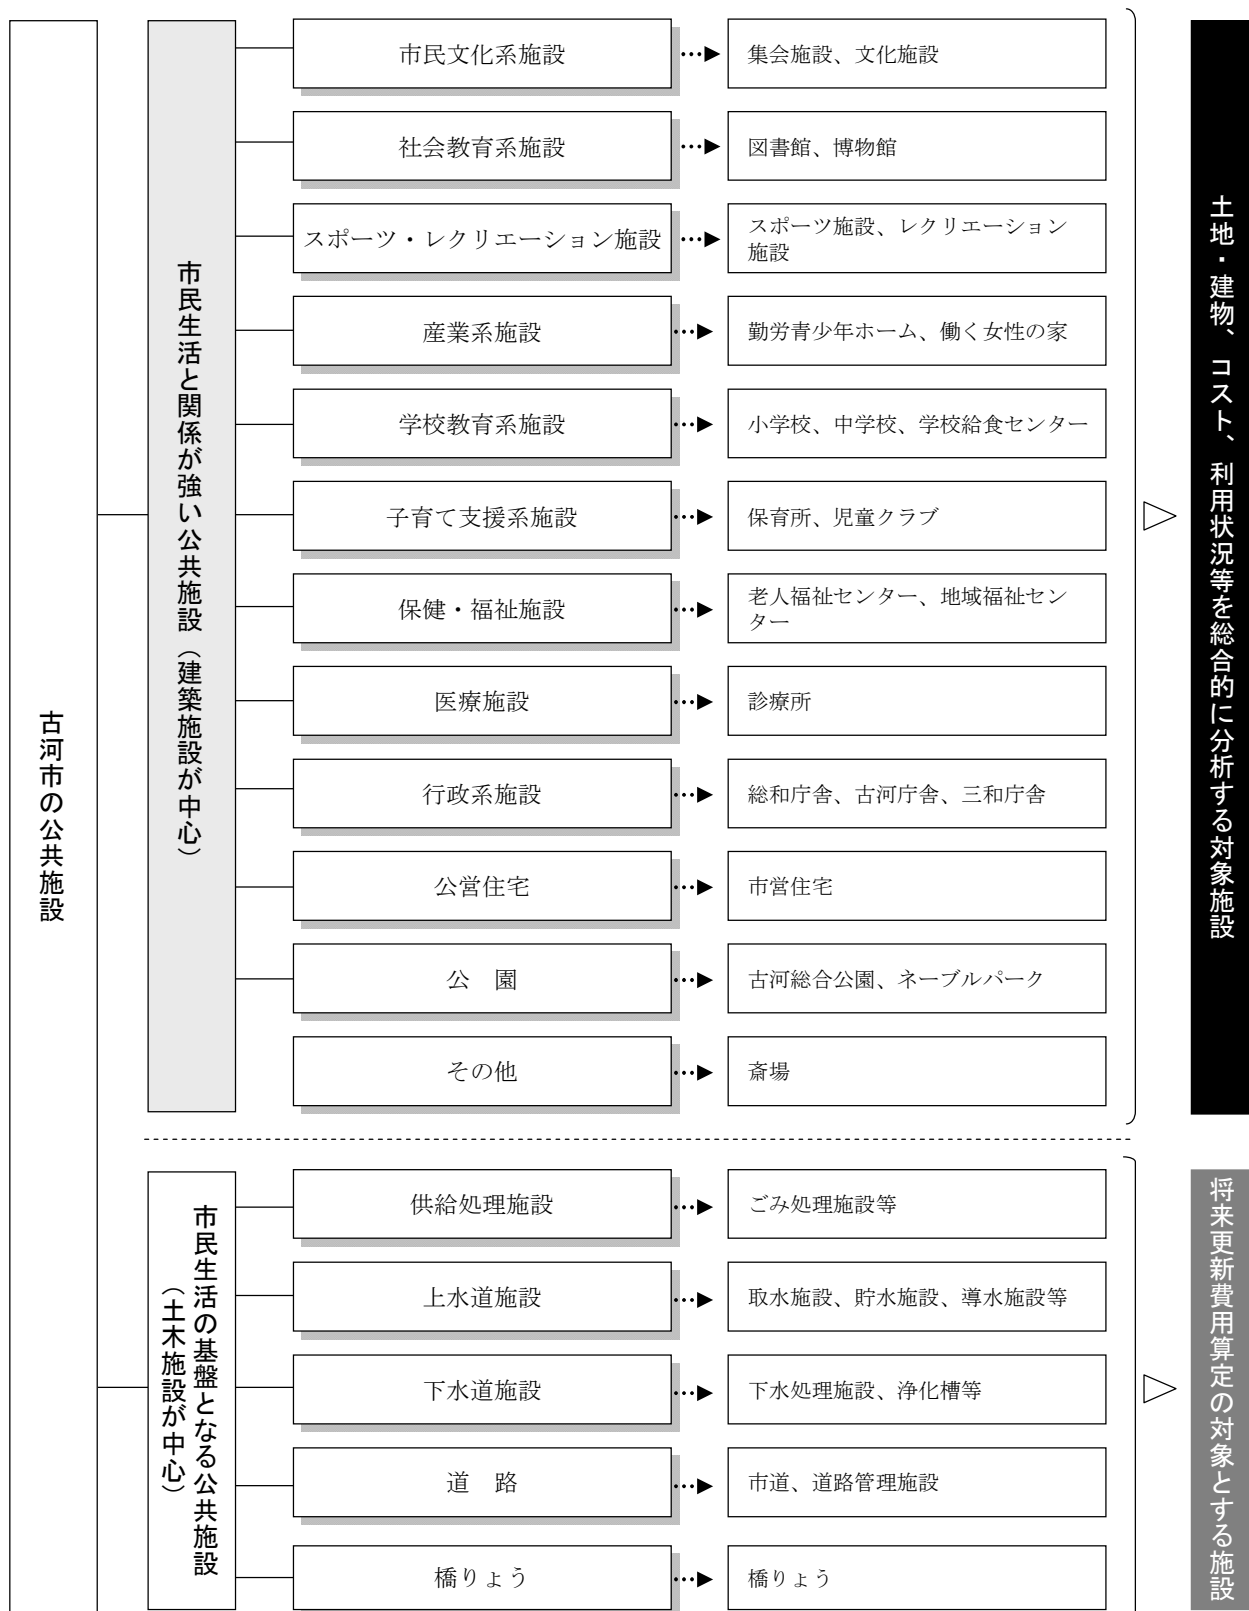 古河市の公共施設
市民生活と関係が強い公共施設（建築施設が中心）
市民文化系施設
集会施設、文化施設
社会教育系施設
図書館、博物館
スポーツ・レクリエーション施設
スポーツ施設、レクリエーション
施設
産業系施設
勤労青少年ホーム、働く女性の家
学校教育系施設
小学校、中学校、学校給食センター
子育て支援系施設
保育所、児童クラブ
保健・福祉施設
老人福祉センター、地域福祉セン
ター
医療施設
診療所
行政系施設
総和庁舎、古河庁舎、三和庁舎
公営住宅
市営住宅
公　園
古河総合公園、ネーブルパーク
その他
斎場
土地・建物、コスト、利用状況等を総合的に分析する対象施設
市民生活の基盤となる公共施設
（土木施設が中心）
供給処理施設
ごみ処理施設等
上水道施設
取水施設、貯水施設、導水施設等
下水道施設
下水処理施設、浄化槽等
道　路
市道、道路管理施設
橋りょう
橋りょう
将来更新費用算定の対象とする施設